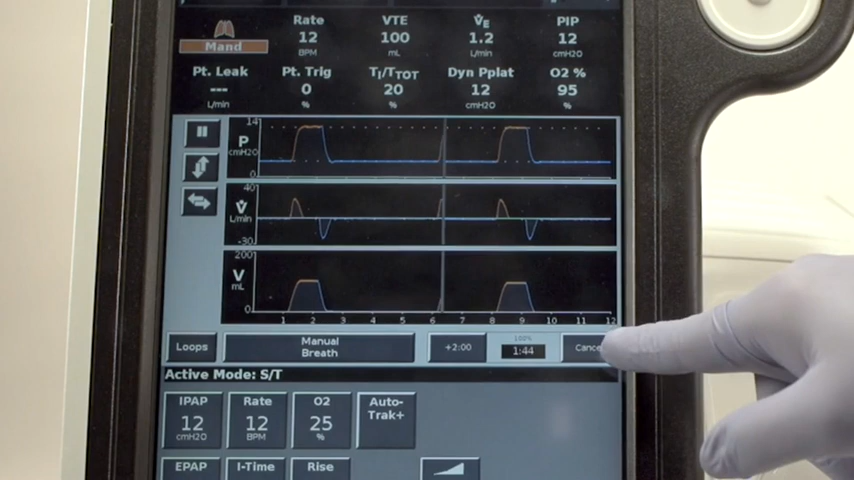 Rate VTE V̇E PIP
12 100 1.2 12
BPM mL L/min cmH2O
Mand
Pt. Leak Pt. Trig TI/TTOT Dyn Pplat O2 %
--- 0 20 12 95
L/min % % cmH2O %
14
P
cmH2O
0
40
V̇
L/min
-30
200
V
mL
0
1 2 3 4 5 6 7 8 9 10 11 12
Loops Manual Breath +2:00 100% 1:44
Active Mode: S/T
IPAP Rate O2 Auto-Trak+
12 12 25
cmH2O BPM %
EPAP I-Time Rise